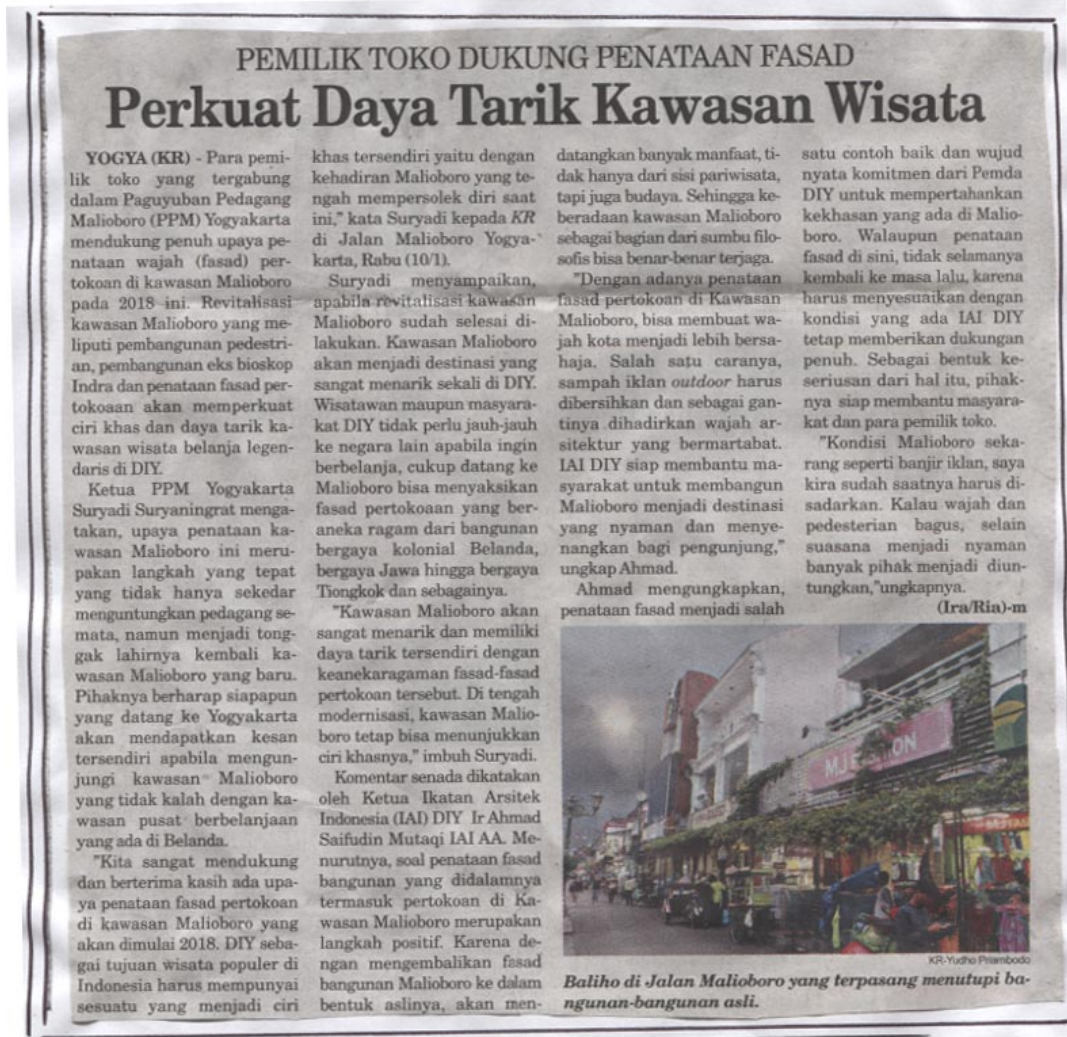 PEMILIK TOKO DUKUNG PENATAAN FASAD
Perkuat Daya Tarik Kawasan Wisata
YOGYA (KR) - Para pemi-
lik toko yang tergabung
dalam Paguyuban Pedagang
Malioboro (PPM) Yogyakarta
mendukung penuh upaya pe-
nataan wajah (fasad) per-
tokoan di kawasan Malioboro
pada 2018 ini. Revitalisasi
kawasan Malioboro yang me-
liputi pembangunan pedestri-
an, pembangunan eks bioskop
Indra dan penataan fasad per-
tokoaan akan memperkuat
ciri khas dan daya tarik ka-
wasan wisata belanja legen-
daris di DIY.
Ketua PPM Yogyakarta
Suryadi Suryaningrat menga-
takan, upaya penataan ka-
wasan Malioboro ini meru-
pakan langkah yang tepat
yang tidak hanya sekedar
menguntungkan pedagang se-
mata, namun menjadi tong-
gak lahirnya kembali ka-
wasan Malioboro yang baru.
Pihaknya berharap siapapun
yang datang ke Yogyakarta
akan mendapatkan kesan
tersendiri apabila mengun-
jungi kawasan Malioboro
yang tidak kalah dengan ka-
wasan pusat berbelanjaan
yang ada di Belanda.
"Kita sangat mendukung
dan berterima kasih ada upa-
ya penataan fasad pertokoan
di kawasan Malioboro yang
akan dimulai 2018. DIY seba-
gai tujuan wisata populer di
Indonesia harus mempunyai
sesuatu yang menjadi ciri
khas tersendiri yaitu dengan
kehadiran Malioboro yang te-
ngah mempersolek diri saat
ini," kata Suryadi kepada KR
di Jalan Malioboro Yogya-
karta, Rabu (10/1).
Suryadi menyampaikan,
apabila revitalisasi kawasan
Malioboro sudah selesai di-
lakukan. Kawasan Malioboro
akan menjadi destinasi yang
sangat menarik sekali di DIY.
Wisatawan maupun masyara-
kat DIY tidak perlu jauh-jauh
ke negara lain apabila ingin
berbelanja, cukup datang ke
Malioboro bisa menyaksikan
fasad pertokoaan yang ber-
aneka ragam dari bangunan
bergaya kolonial Belanda,
bergaya Jawa hingga bergaya
Tiongkok dan sebagainya.
"Kawasan Malioboro akan
sangat menarik dan memiliki
daya tarik tersendiri dengan
keanekaragaman fasad-fasad
pertokoan tersebut. Di tengah
modernisasi, kawasan Malio-
boro tetap bisa menunjukkan
ciri khasnya," imbuh Suryadi.
Komentar senada dikatakan
oleh Ketua Ikatan Arsitek
Indonesia (IAI) DIY Ir Ahmad
Saifudin Mutaqi IAI AA. Me-
nurutnya, soal penataan fasad
bangunan yang didalamnya
termasuk pertokoan di Ka-
wasan Malioboro merupakan
langkah positif. Karena de-
ngan mengembalikan fasad
bangunan Malioboro ke dalam
bentuk aslinya, akan men-
datangkan banyak manfaat, ti-
dak hanya dari sisi pariwisata,
tapi juga budaya. Sehingga ke-
beradaan kawasan Malioboro
sebagai bagian dari sumbu filo-
sofis bisa benar-benar terjaga.
"Dengan adanya penataan
fasad pertokoan di Kawasan
Malioboro, bisa membuat wa-
jah kota menjadi lebih bersa-
haja. Salah satu caranya,
sampah iklan outdoor harus
dibersihkan dan sebagai gan-
tinya dihadirkan wajah ar-
sitektur yang bermartabat.
IAI DIY siap membantu ma-
syarakat untuk membangun
Malioboro menjadi destinasi
yang nyaman dan menye-
nangkan bagi pengunjung,"
ungkap Ahmad.
Ahmad mengungkapkan,
penataan fasad menjadi salah
satu contoh baik dan wujud
nyata komitmen dari Pemda
DIY untuk mempertahankan
kekhasan yang ada di Malio-
boro. Walaupun penataan
fasad di sini, tidak selamanya
kembali ke masa lalu, karena
harus menyesuaikan dengan
kondisi yang ada IAI DIY
tetap memberikan dukungan
penuh. Sebagai bentuk ke-
seriusan dari hal itu, pihak-
nya siap membantu masyara-
kat dan para pemilik toko.
"Kondisi Malioboro seka-
rang seperti banjir iklan, saya
kira sudah saatnya harus di-
sadarkan. Kalau wajah dan
pedesterian bagus, selain
suasana menjadi nyaman
banyak pihak menjadi diun-
tungkan,"ungkapnya.
(Ira/Ria)-m
KR-Yudho Priambodo
Baliho di Jalan Malioboro yang terpasang menutupi ba-
ngunan-bangunan asli.